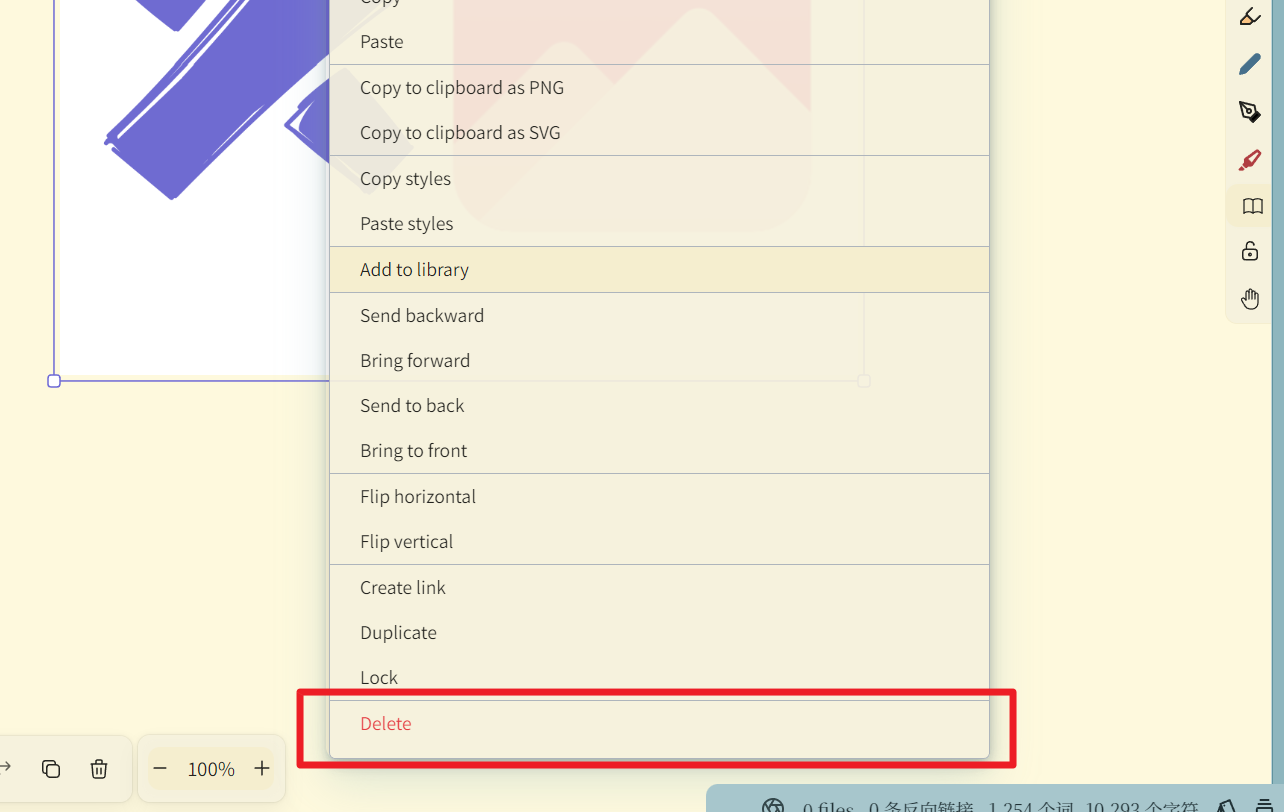 Copy
Paste
Copy to clipboard as PNG
Copy to clipboard as SVG
Copy styles
Paste styles
Add to library
Send backward
Bring forward
Send to back
Bring to front
Flip horizontal
Flip vertical
Create link
Duplicate
Lock
Delete
100%
0 files 0 条反向链接 1,254 个词 10,293 个字符